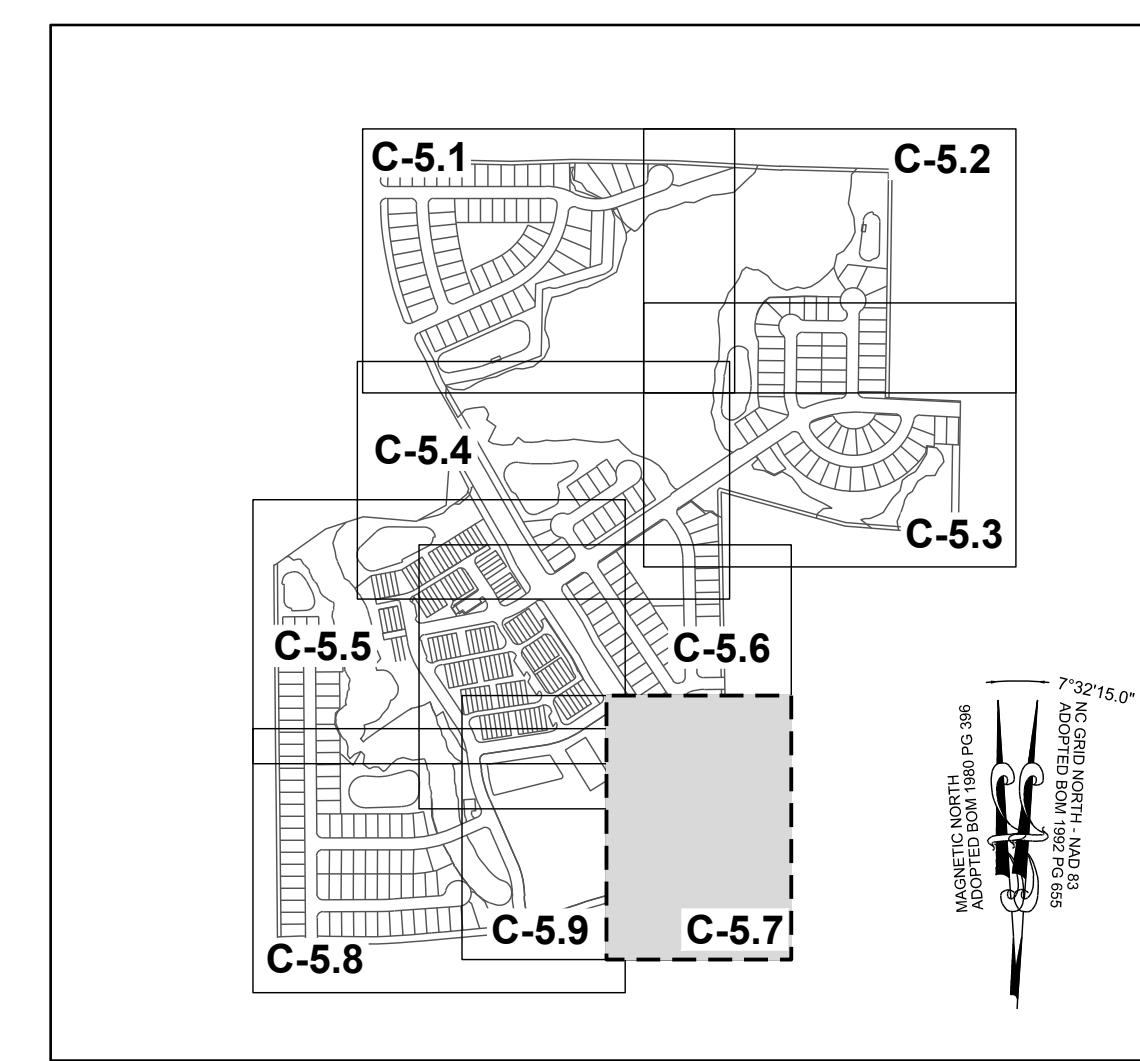 C-5.1
C-5.2
C-5.4
C-5.3
C-5.5
C-5.6
7°32'15.0"
NC GRID NORTH - NAD 83
ADOPTED BOM 1992 PG 655
MAGNETIC NORTH
ADOPTED BOM 1980 PG 396
C-5.9
C-5.7
C-5.8